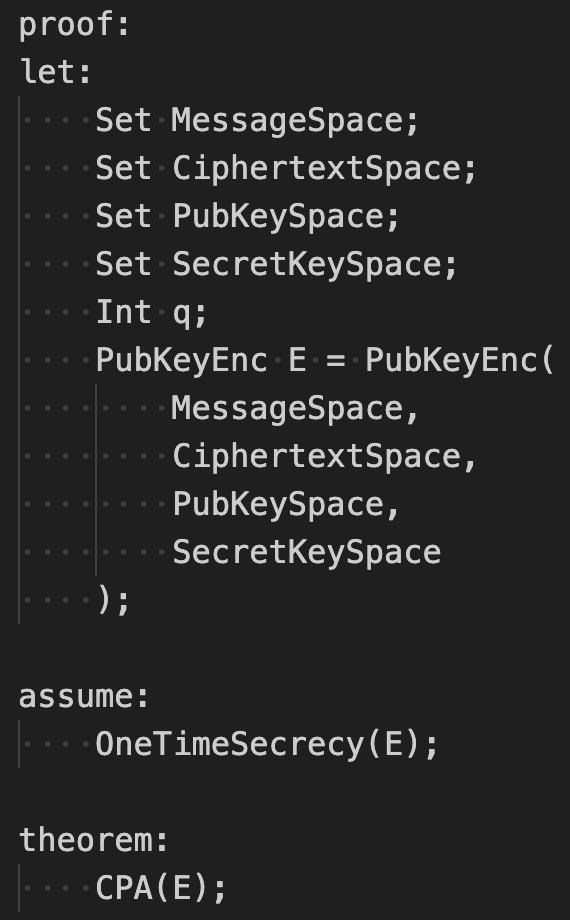 proof:
let:
    Set MessageSpace;
    Set CiphertextSpace;
    Set PubKeySpace;
    Set SecretKeySpace;
    Int q;
    PubKeyEnc E = PubKeyEnc(
        MessageSpace,
        CiphertextSpace,
        PubKeySpace,
        SecretKeySpace
    );

assume:
    OneTimeSecrecy(E);

theorem:
    CPA(E);